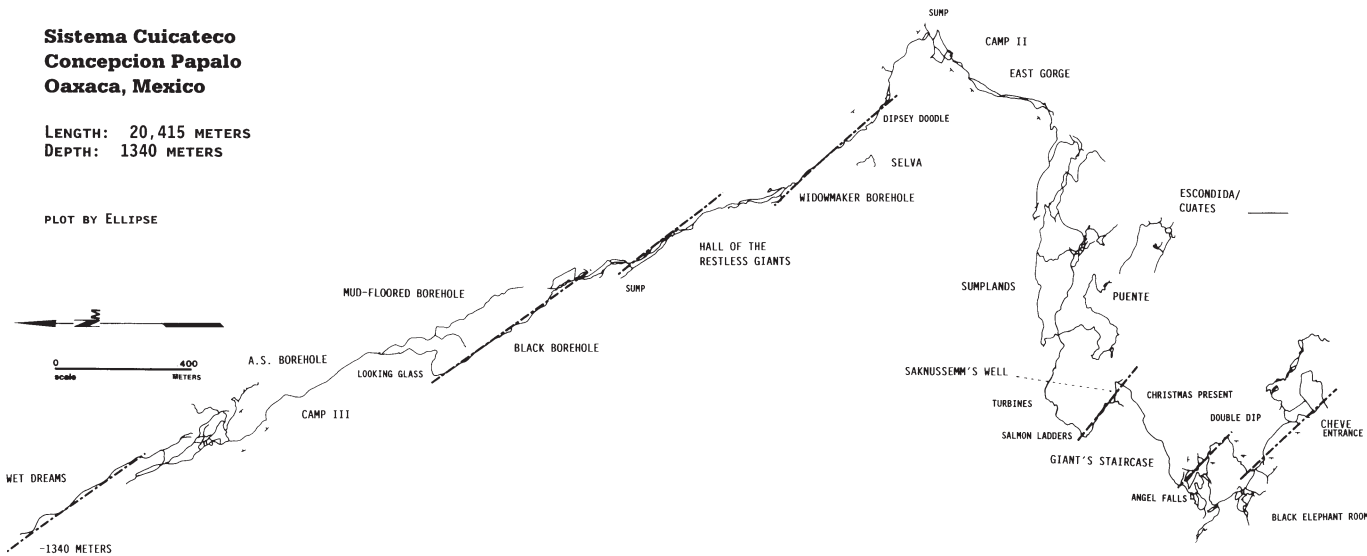 Sistema Cuicateco
Concepcion Papalo
Oaxaca, Mexico
LENGTH: 20,415 METERS
DEPTH: 1340 METERS
PLOT BY ELLIPSE
SUMP
CAMP II
EAST GORGE
DIPSEY DOODLE
SELVA
WIDOWMAKER BOREHOLE
ESCONDIDA/
CUATES
HALL OF THE
RESTLESS GIANTS
SUMP
SUMPLANDS
PUENTE
MUD-FLOORED BOREHOLE
N
M
BLACK BOREHOLE
A.S. BOREHOLE
0 400
scale METERS
LOOKING GLASS
SAKNUSSEMM'S WELL
CHRISTMAS PRESENT
TURBINES
CAMP III
DOUBLE DIP
CHEVE
ENTRANCE
SALMON LADDERS
GIANT'S STAIRCASE
WET DREAMS
ANGEL FALLS
BLACK ELEPHANT ROOM
-1340 METERS